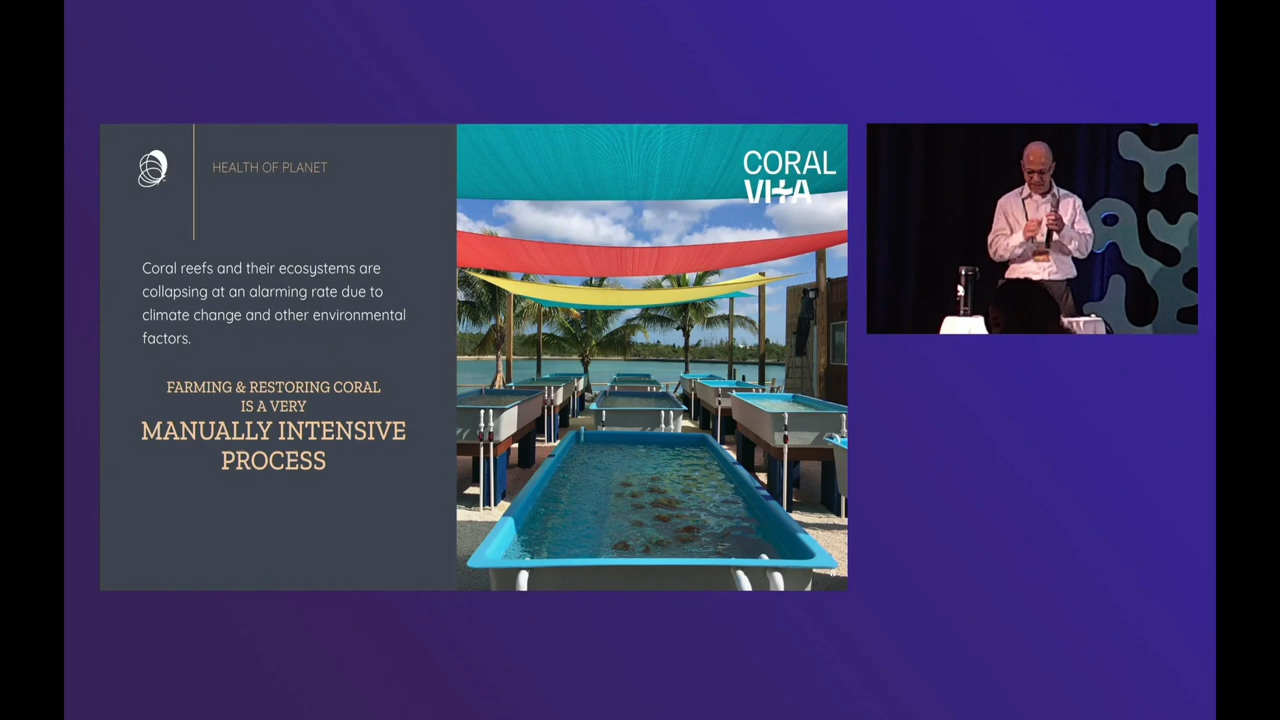 HEALTH OF PLANET
Coral reefs and their ecosystems are
collapsing at an alarming rate due to
climate change and other environmental
factors.
FARMING & RESTORING CORAL
IS A VERY
MANUALLY INTENSIVE
PROCESS
CORAL
VITA